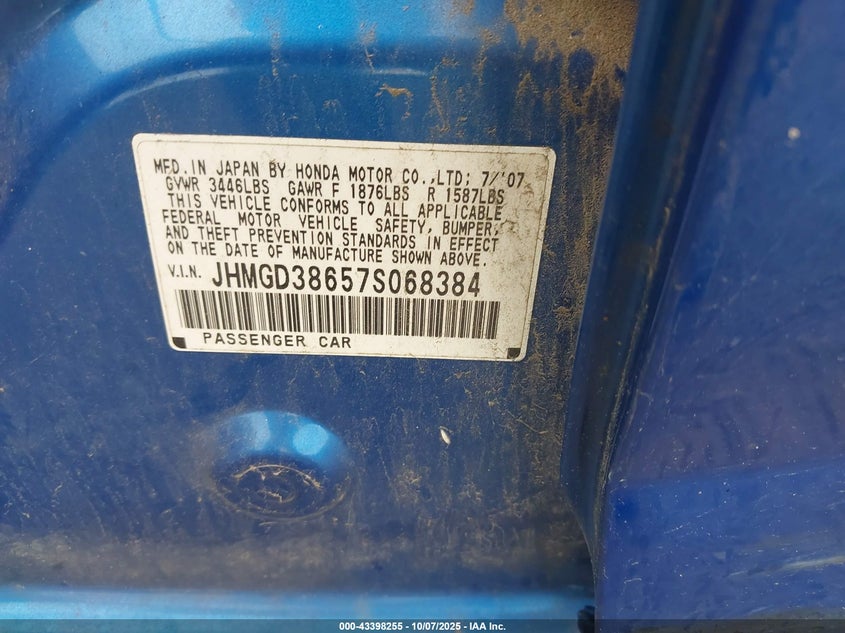 MFD.IN JAPAN BY HONDA MOTOR CO.,LTD; 7/'07
GVWR 3446LBS GAWR F 1876LBS R 1587LBS
THIS VEHICLE CONFORMS TO ALL APPLICABLE
FEDERAL MOTOR VEHICLE SAFETY, BUMPER,
AND THEFT PREVENTION STANDARDS IN EFFECT
ON THE DATE OF MANUFACTURE SHOWN ABOVE.
V.I.N. JHMGD38657S068384
PASSENGER CAR
000-43398255 - 10/07/2025 - IAA Inc.